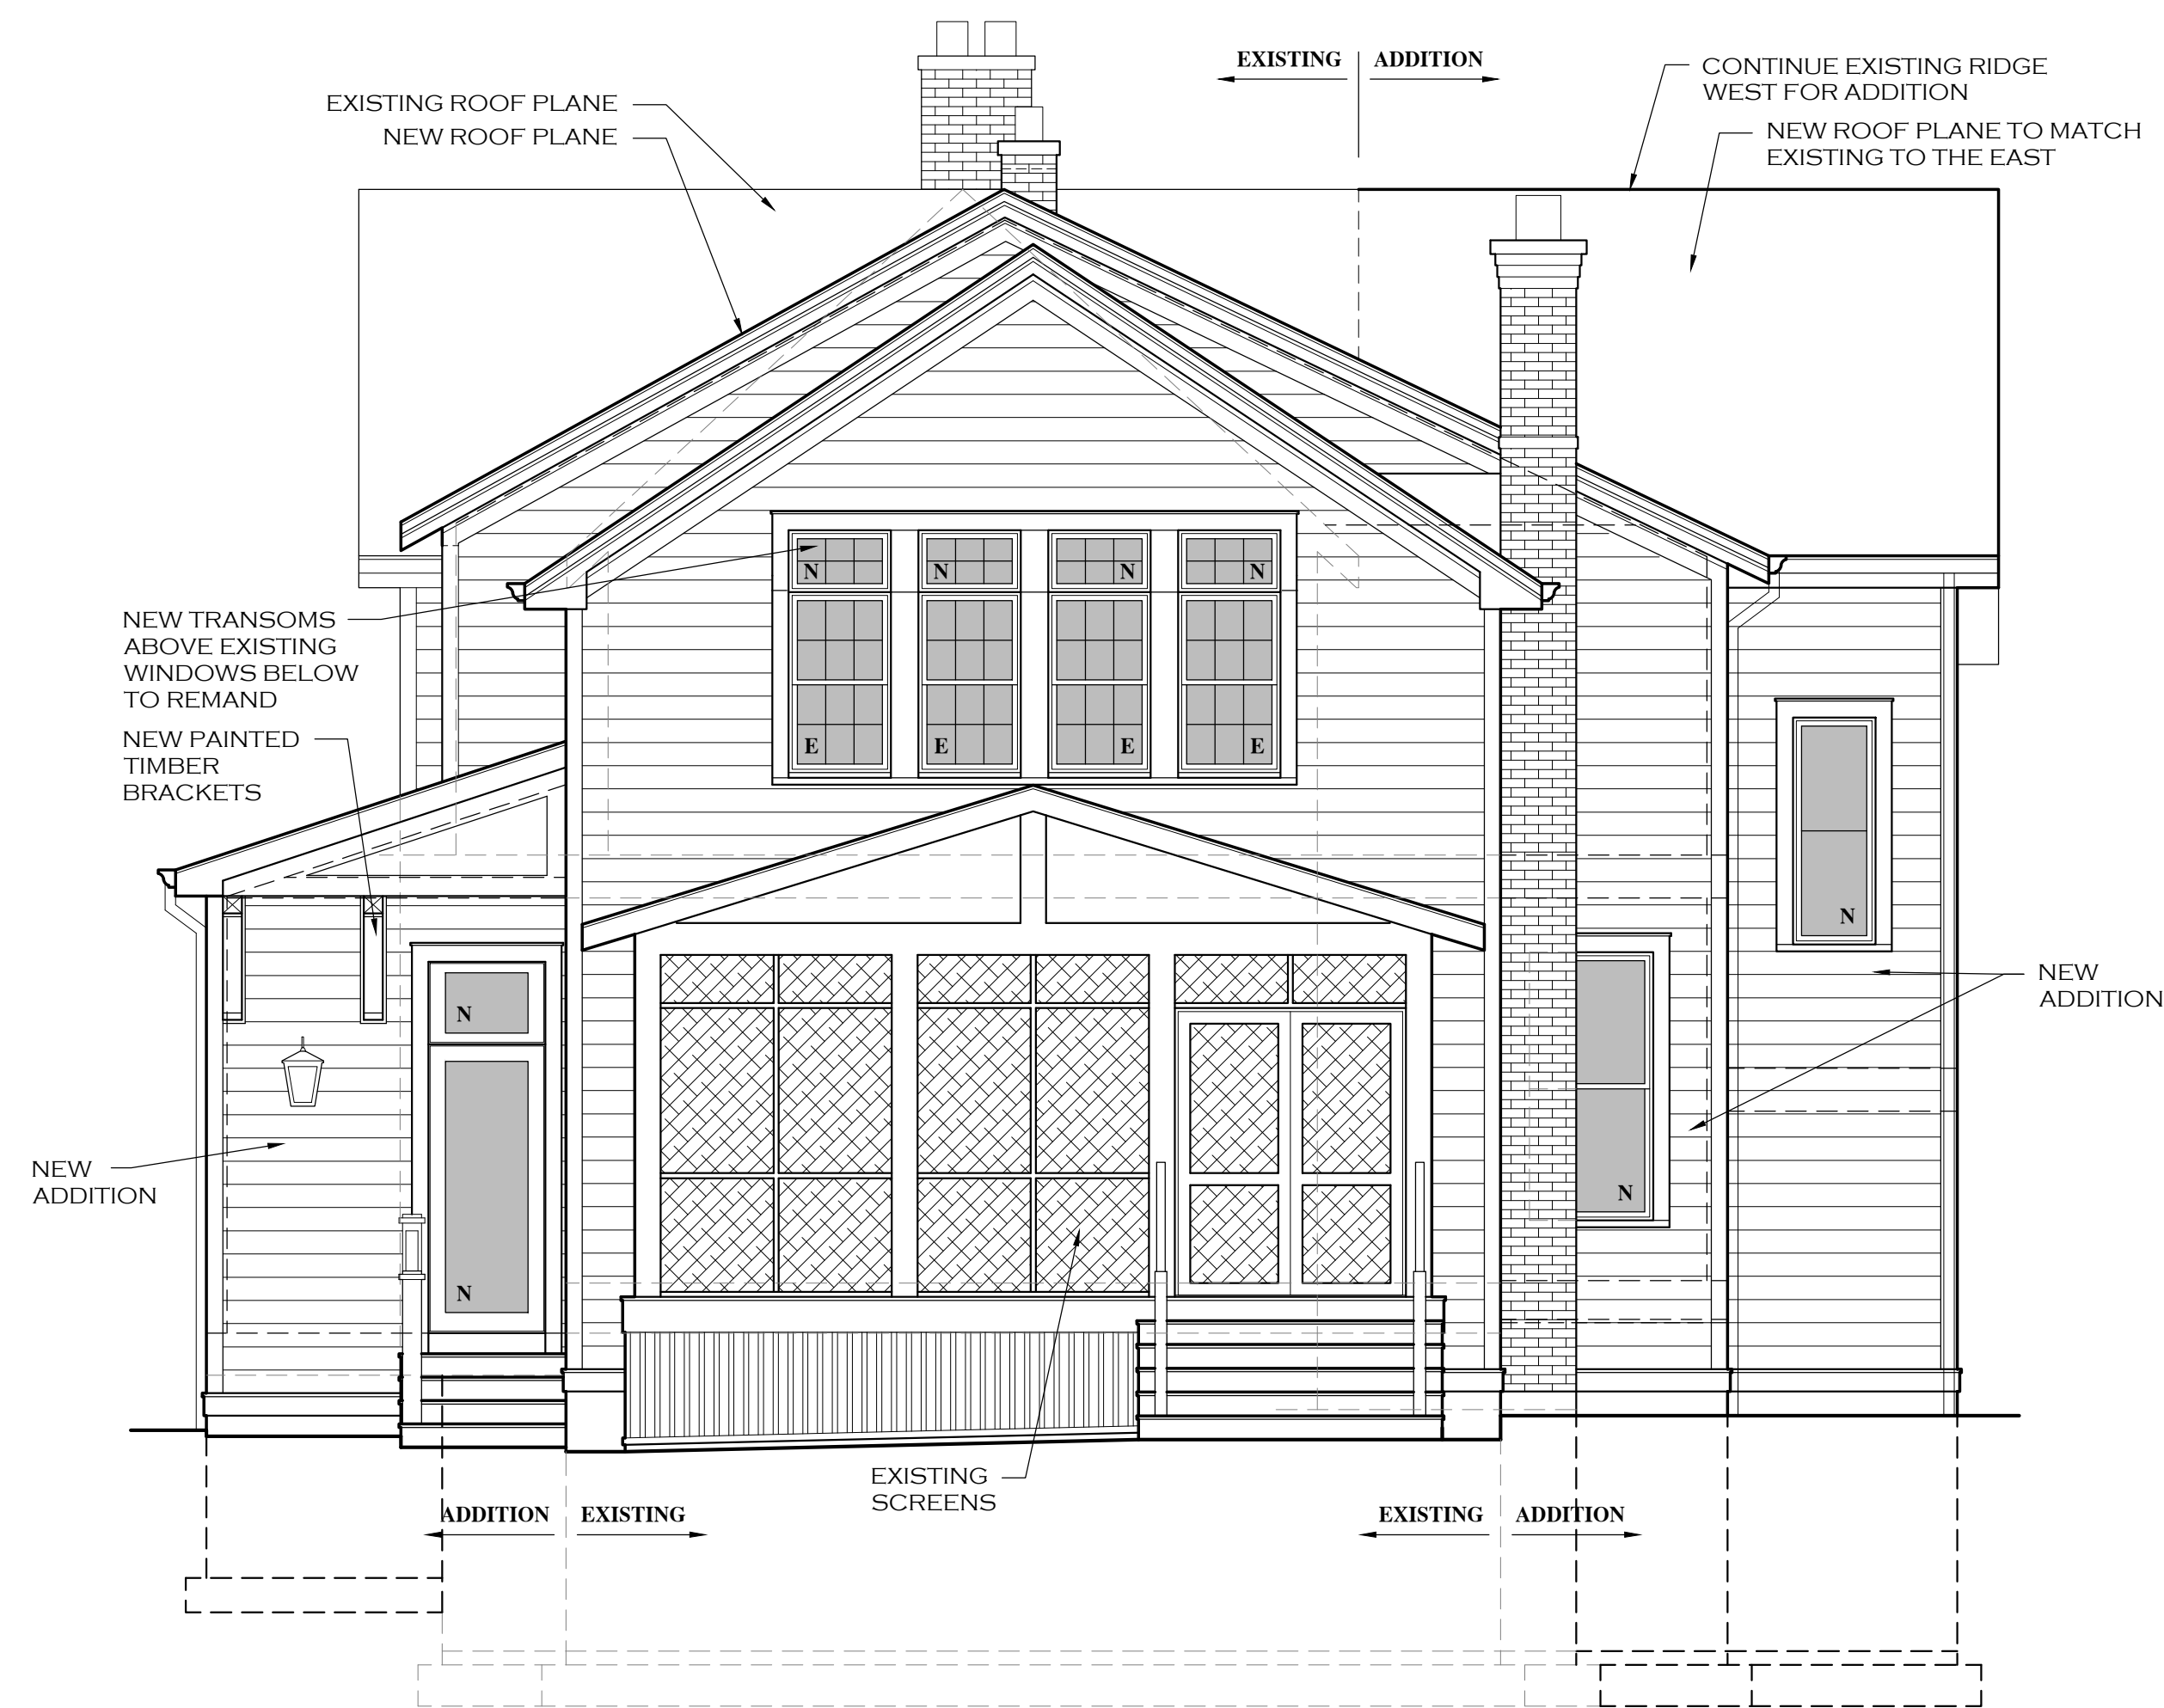 EXISTING ADDITION
CONTINUE EXISTING RIDGE
WEST FOR ADDITION
EXISTING ROOF PLANE
NEW ROOF PLANE
NEW ROOF PLANE TO MATCH
EXISTING TO THE EAST
N N N N
NEW TRANSOMS
ABOVE EXISTING
WINDOWS BELOW
TO REMAND
E E E E
NEW PAINTED
TIMBER
BRACKETS
N
NEW
ADDITION
N
NEW
ADDITION
N
N
EXISTING
SCREENS
ADDITION EXISTING
EXISTING ADDITION